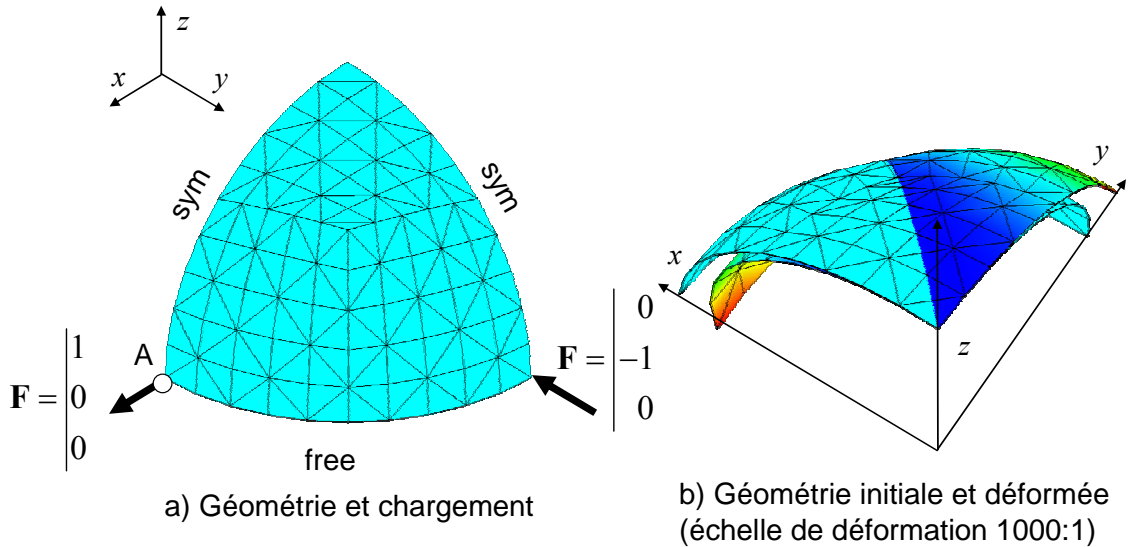 z
x
y
sym
sym
A
F = |1
0
0
F = |0
−1
0
free
a) Géométrie et chargement
x
y
z
b) Géométrie initiale et déformée
(échelle de déformation 1000:1)